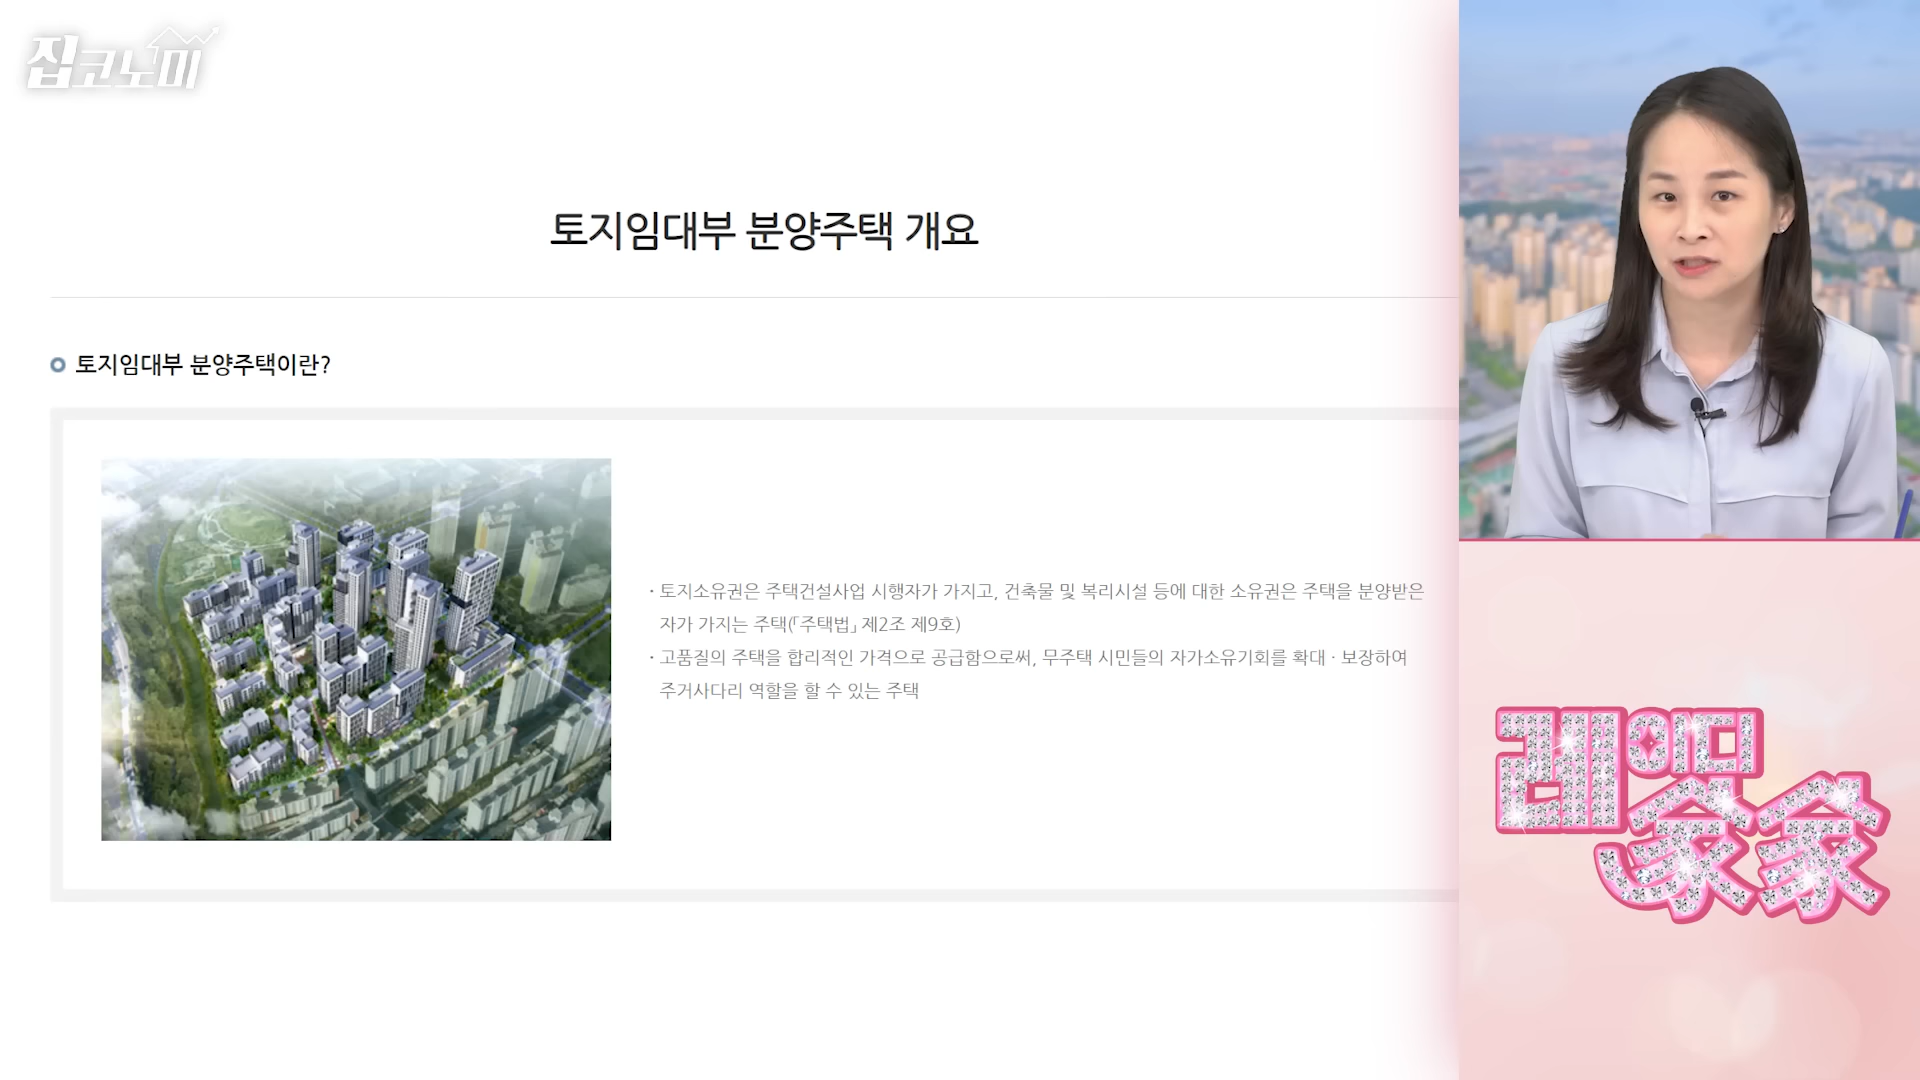 집코노미
토지임대부 분양주택 개요
토지임대부 분양주택이란?
· 토지소유권은 주택건설사업 시행자가 가지고, 건축물 및 복리시설 등에 대한 소유권은 주택을 분양받은
자가 가지는 주택(「주택법」 제2조 제9호)
· 고품질의 주택을 합리적인 가격으로 공급함으로써, 무주택 시민들의 자가소유기회를 확대 · 보장하여
주거사다리 역할을 할 수 있는 주택
레이디
家家